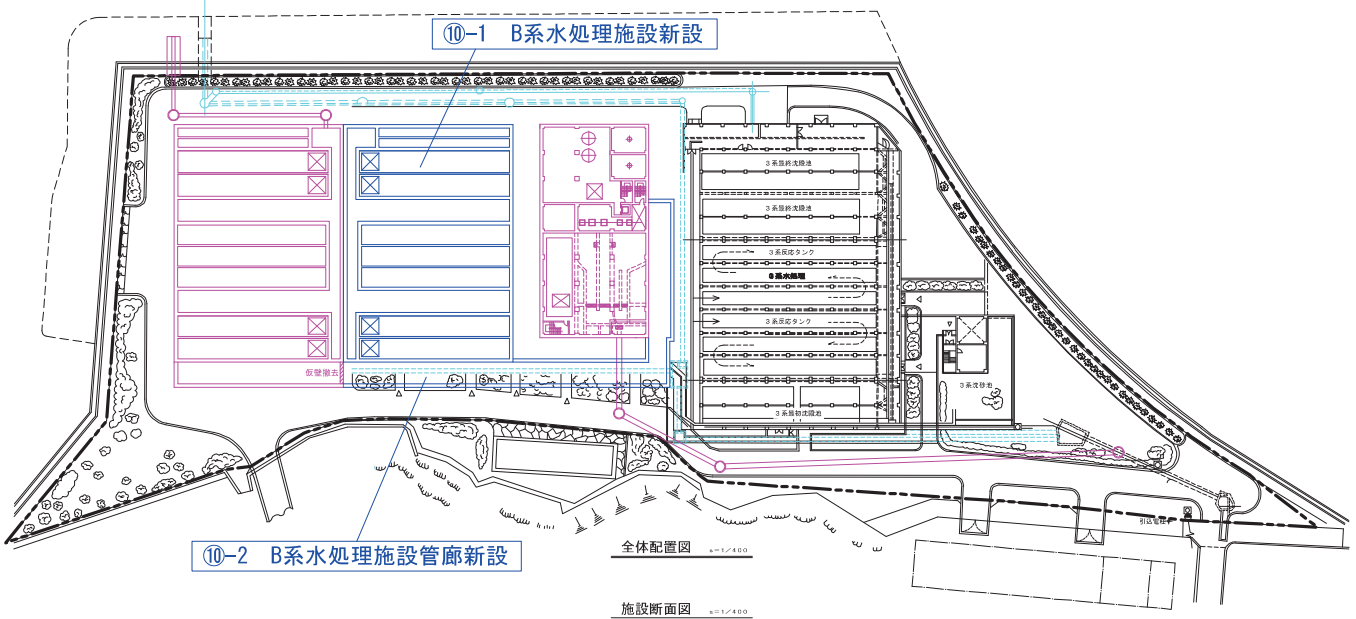 ⑩-1 B系水処理施設新設
3系最終沈殿池
3系最終沈殿池
3系反応タンク
3系水処理
3系反応タンク
仮壁撤去
3系沈砂池
3系最初沈殿池
引込電柱
⑩-2 B系水処理施設管廊新設
全体配置図 s=1/400
施設断面図 s=1/400